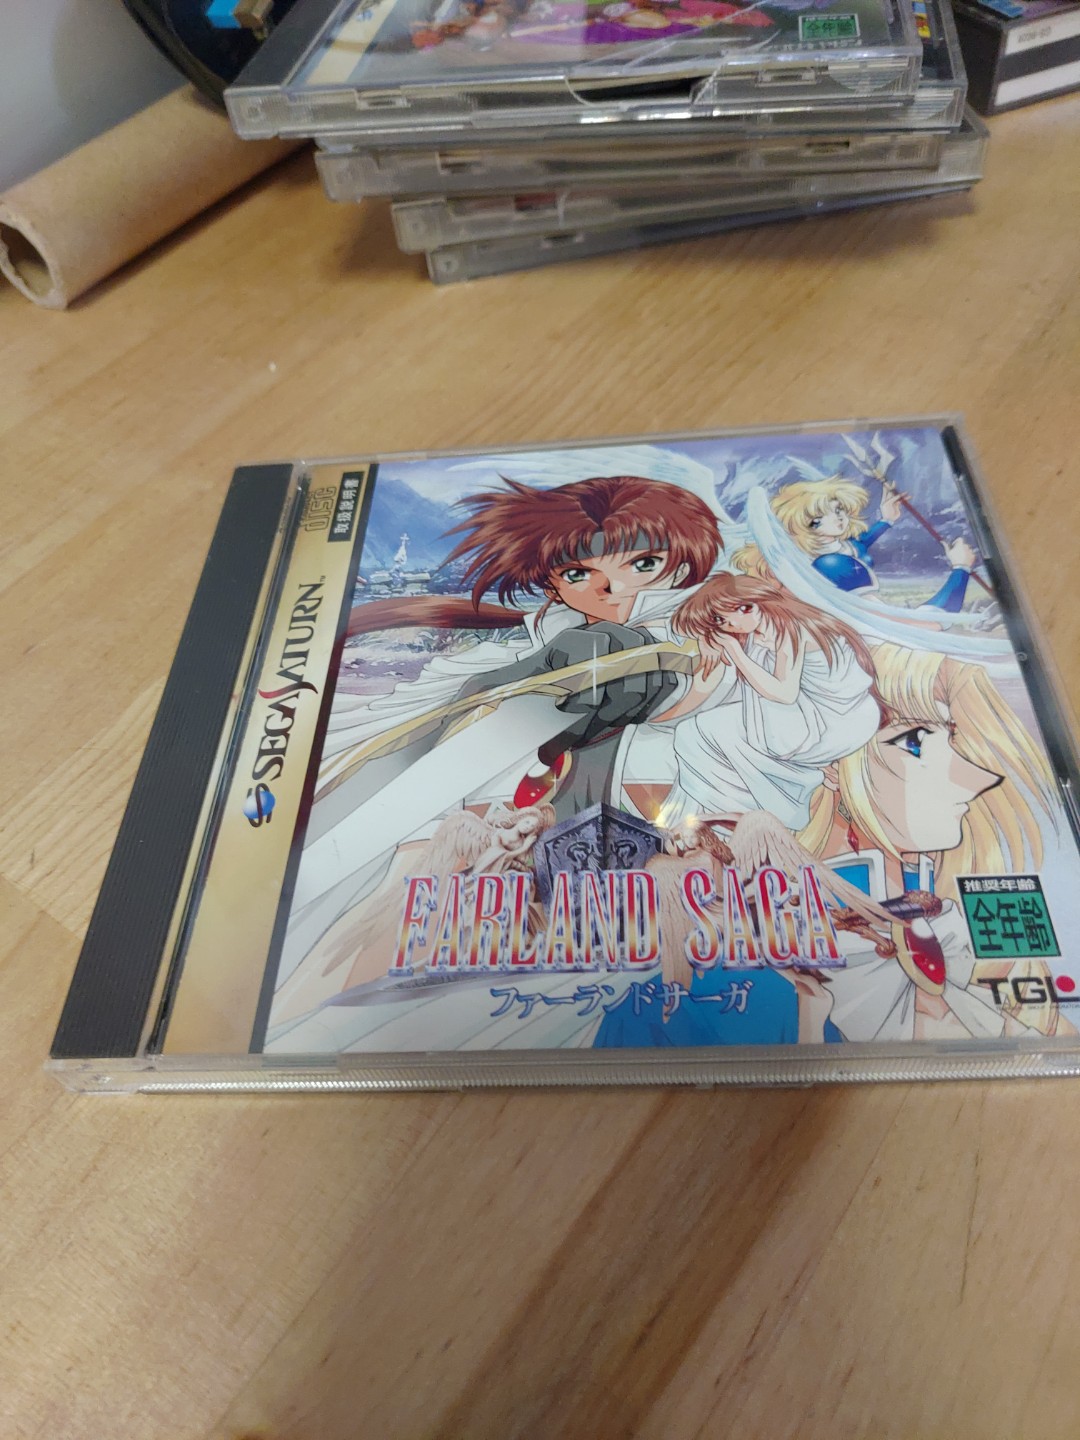 disc
取扱説明書
SEGA SATURN™
FARLAND SAGA
ファーランドサーガ
推奨年齢
全年齢
TGL